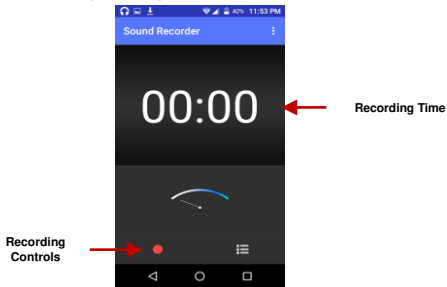 40% 11:53 PM
Sound Recorder
00:00
Recording Time
Recording
Controls